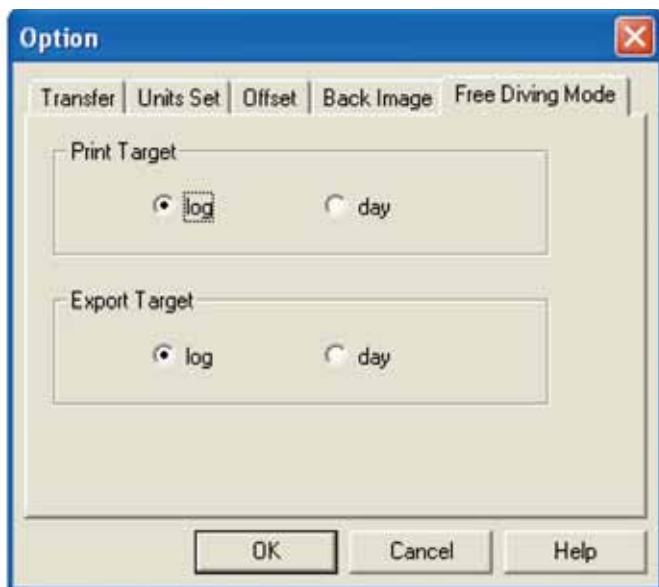 Option
Transfer Units Set Offset Back Image Free Diving Mode
Print Target
log day
Export Target
log day
OK Cancel Help